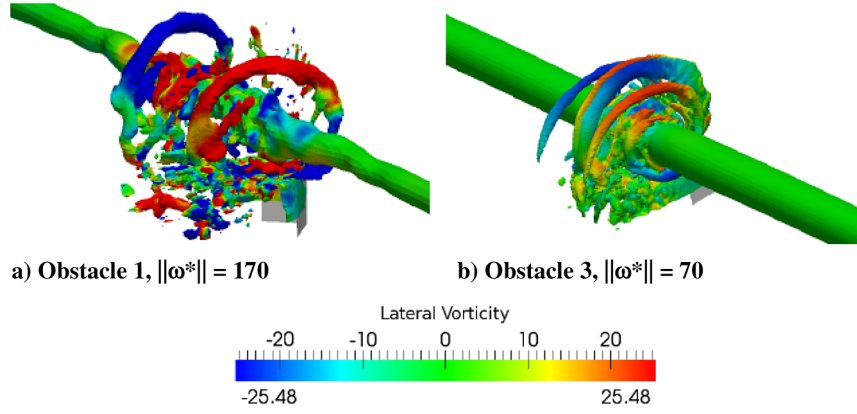 a) Obstacle 1, ||ω*|| = 170
b) Obstacle 3, ||ω*|| = 70
Lateral Vorticity
-20 -10 0 10 20
-25.48 25.48